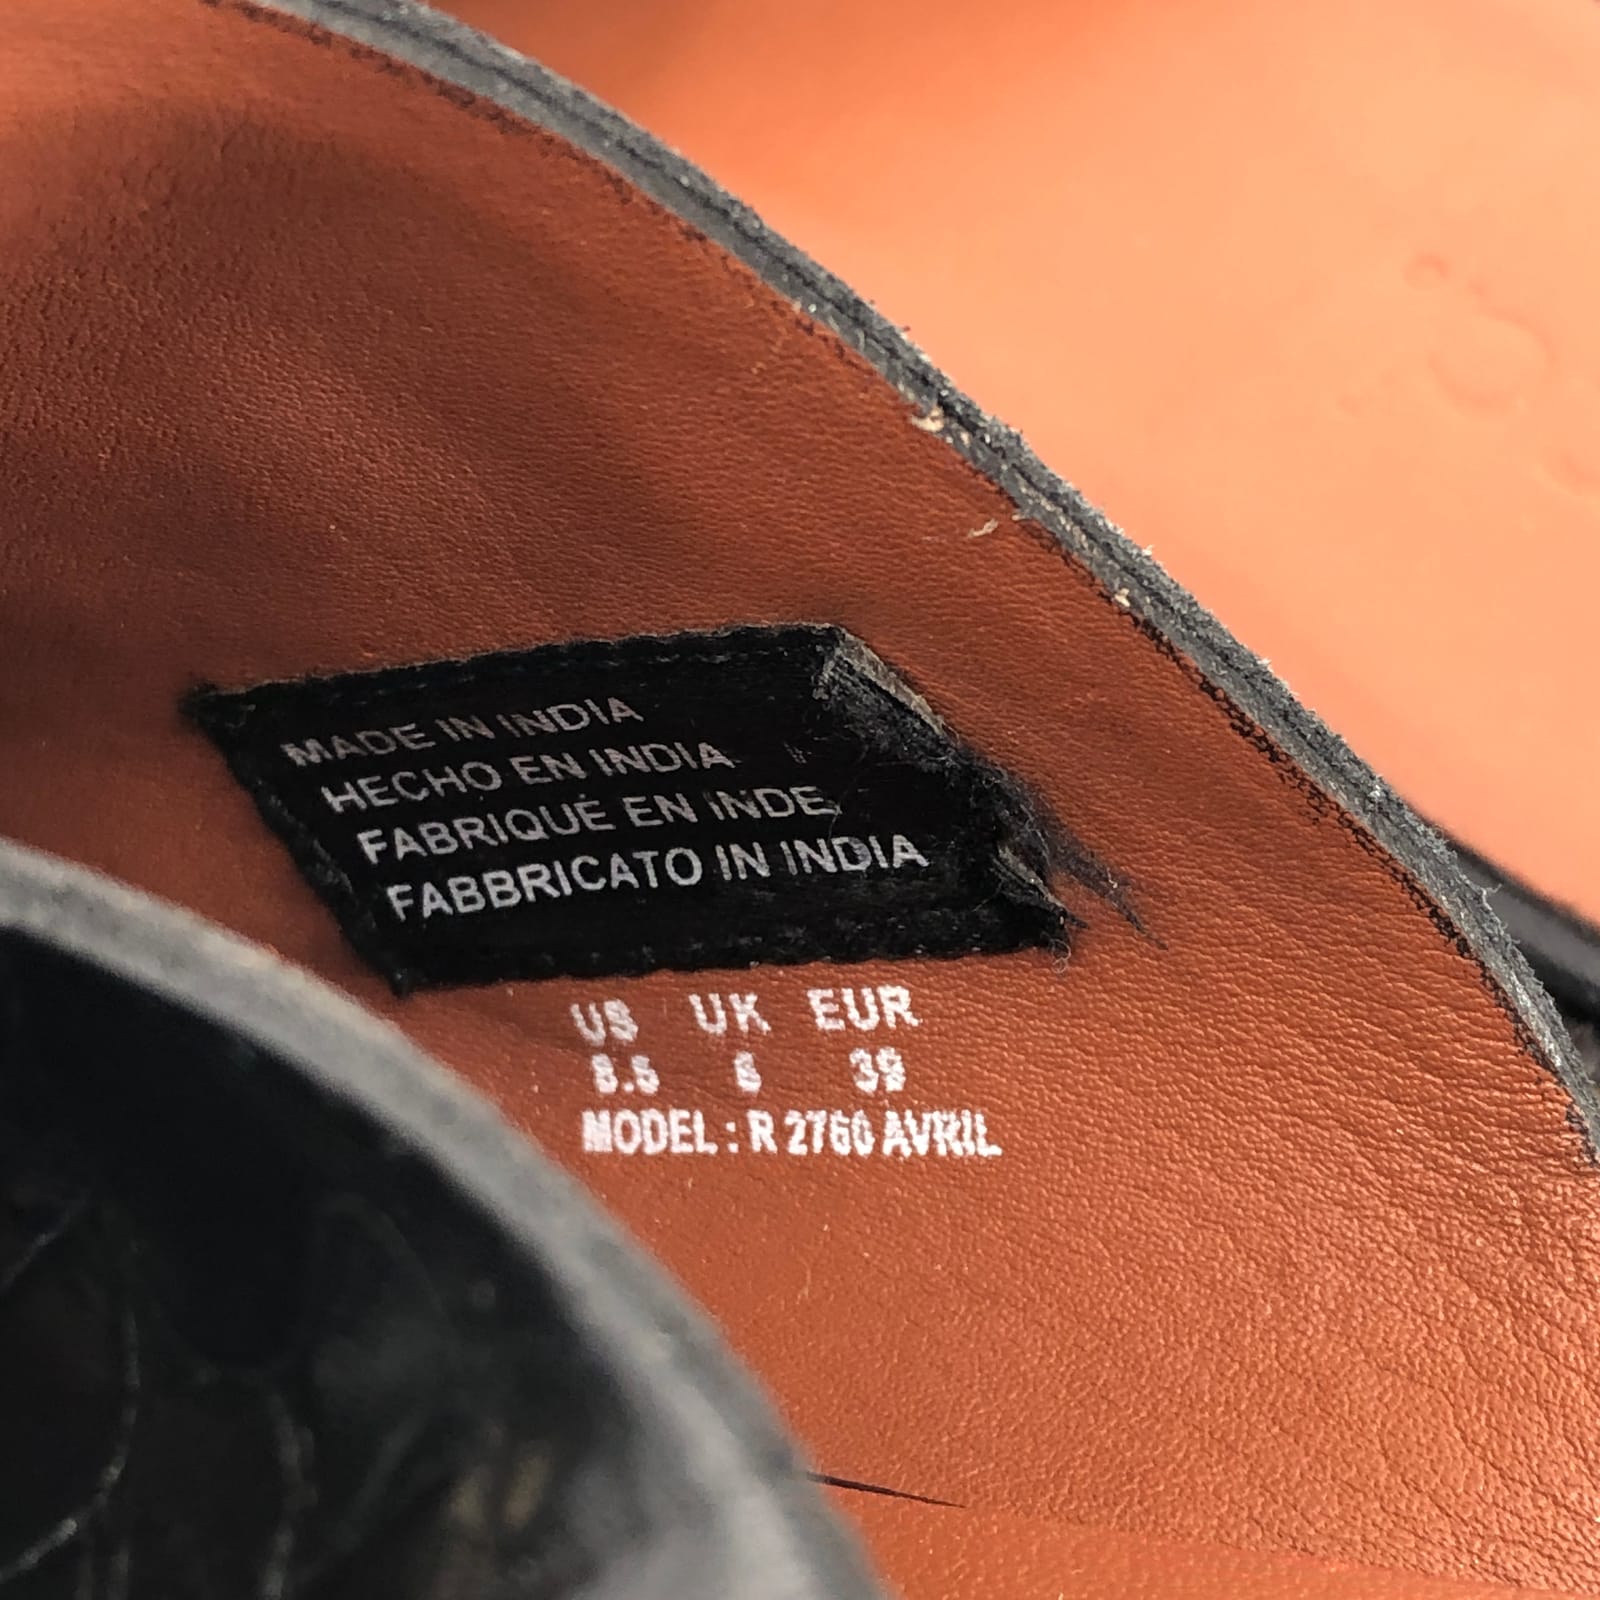 MADE IN INDIA
HECHO EN INDIA
FABRIQUÉ EN INDE
FABBRICATO IN INDIA
US UK EUR
8.5 6 39
MODEL : R 2760 AVRIL